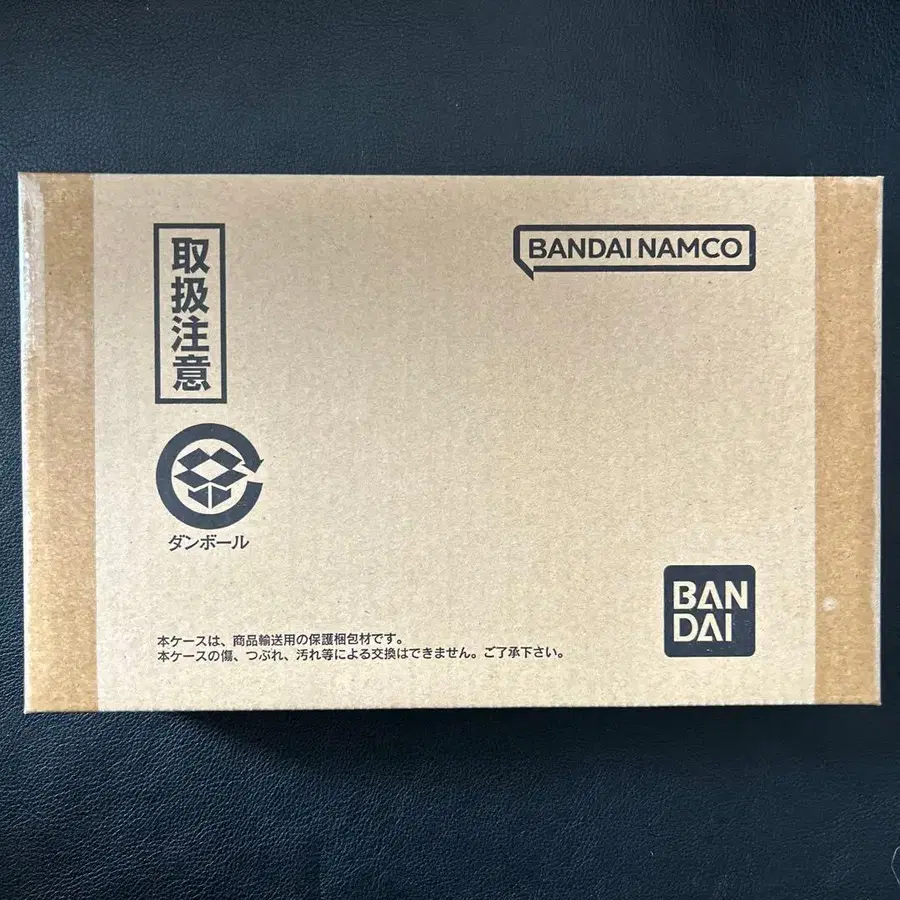 取扱注意
BANDAI NAMCO
ダンボール
BAN
DAI
本ケースは、商品輸送用の保護梱包材です。
本ケースの傷、つぶれ、汚れ等による交換はできません。ご了承下さい。